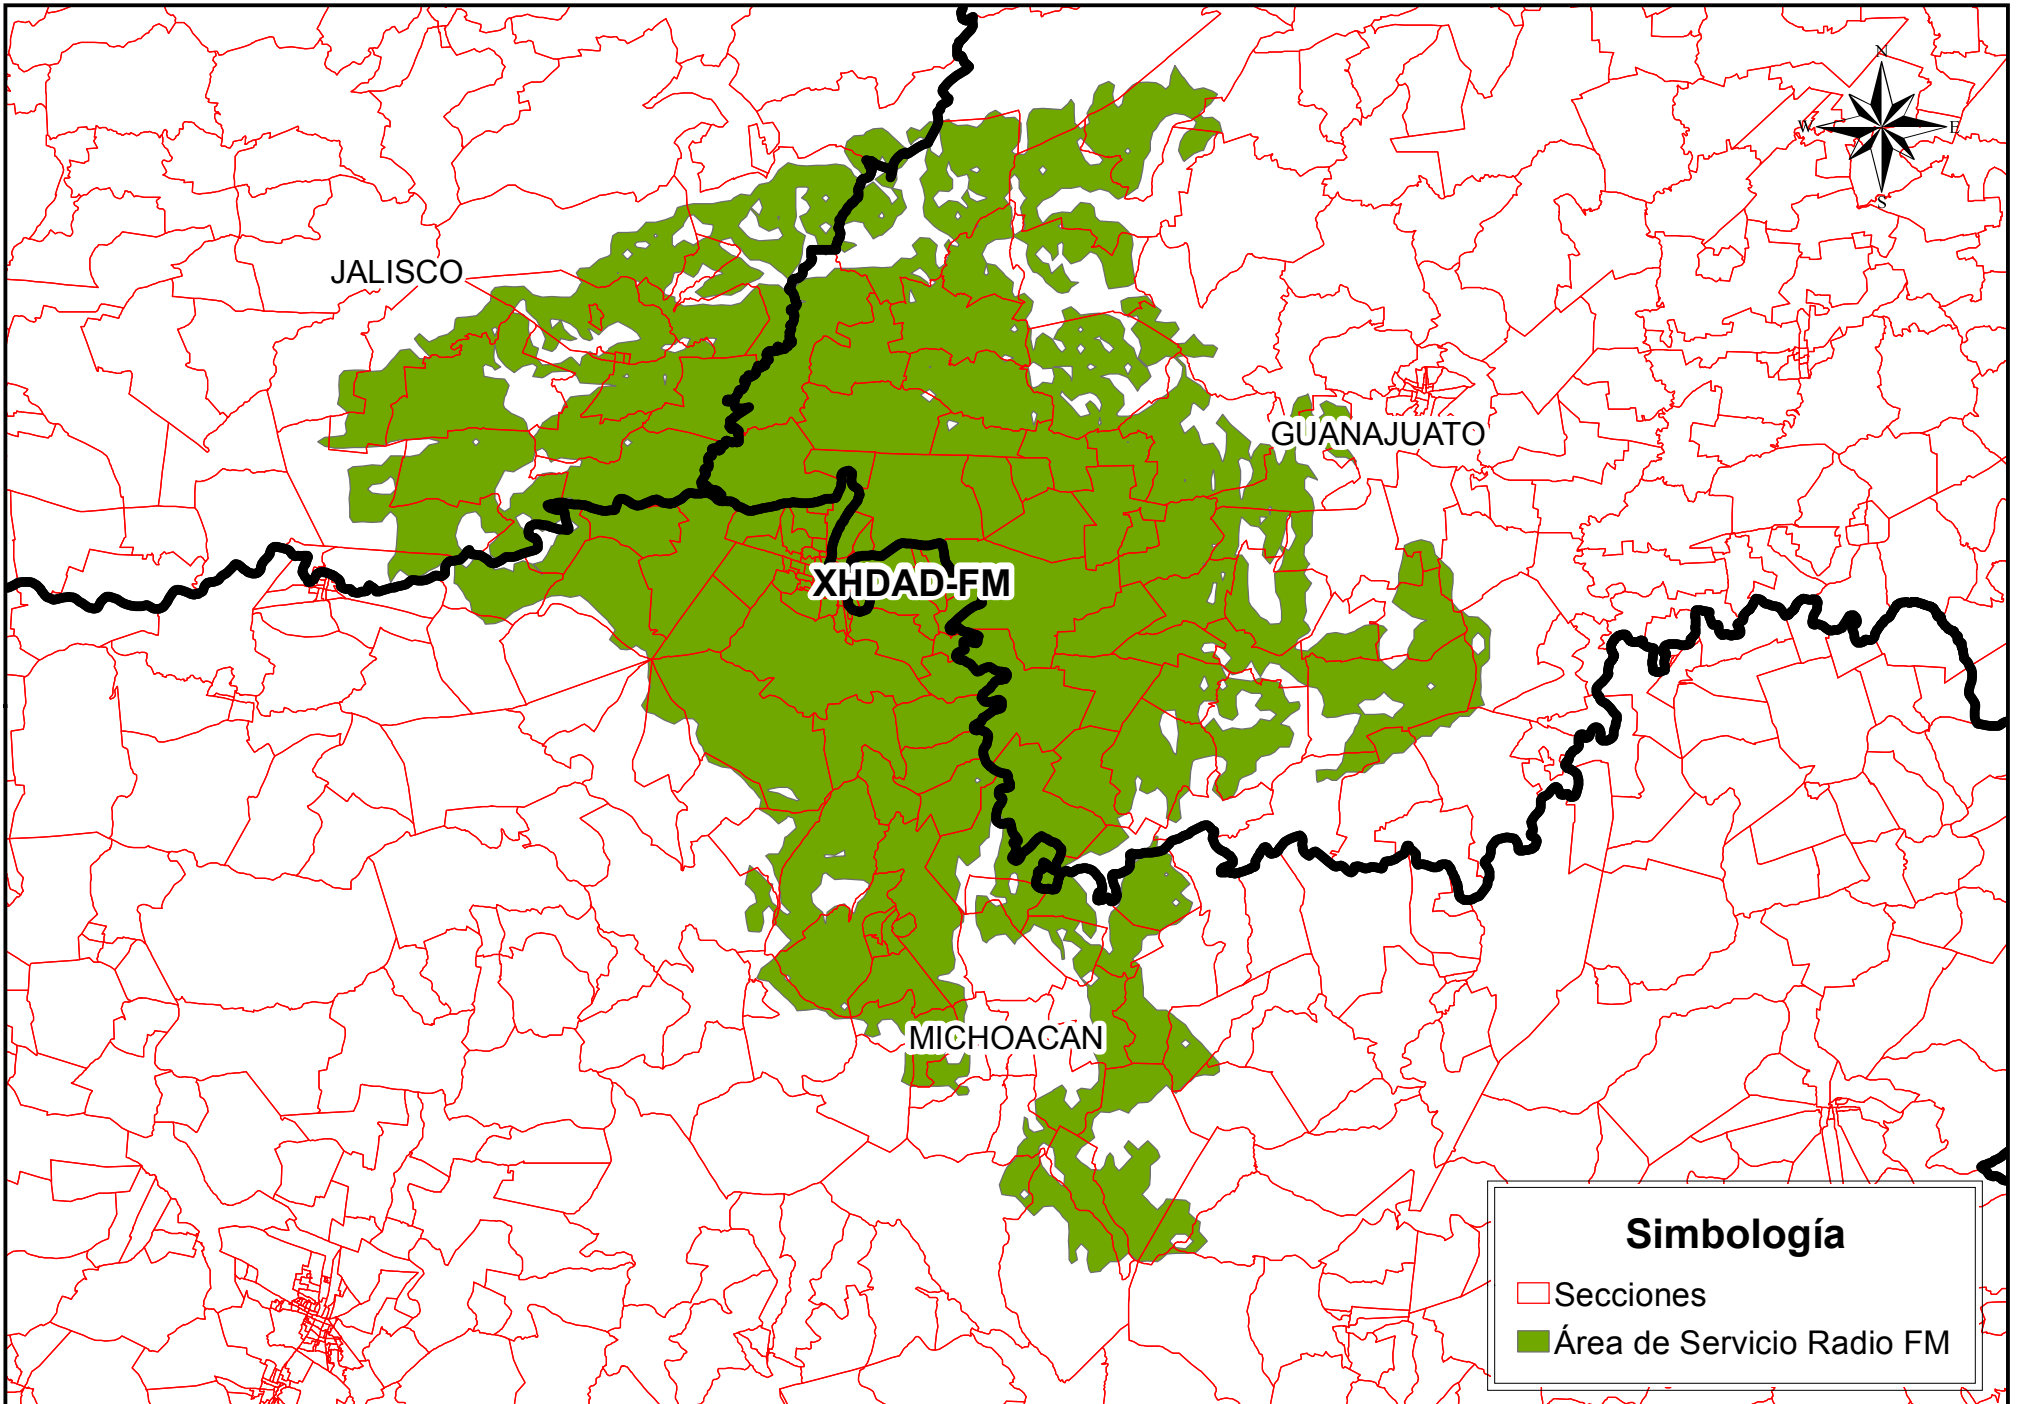 N
W E
S
JALISCO
GUANAJUATO
XHDAD-FM
MICHOACAN
Simbología
Secciones
Área de Servicio Radio FM